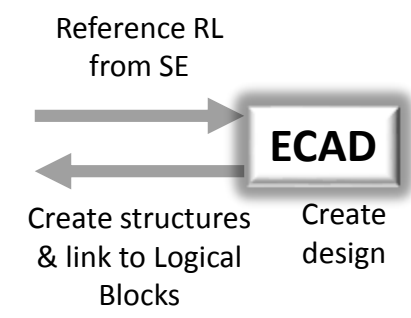 Reference RL
from SE
ECAD
Create structures
& link to Logical
Blocks
Create
design